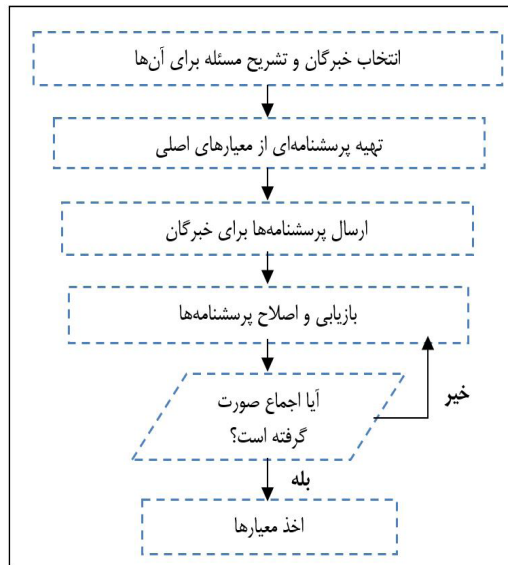 انتخاب خبرگان و تشریح مسئله برای آن‌ها
تهیه پرسشنامه‌ای از معیارهای اصلی
ارسال پرسشنامه‌ها برای خبرگان
بازیابی و اصلاح پرسشنامه‌ها
آیا اجماع صورت
گرفته است؟
خیر
بله
اخذ معیارها